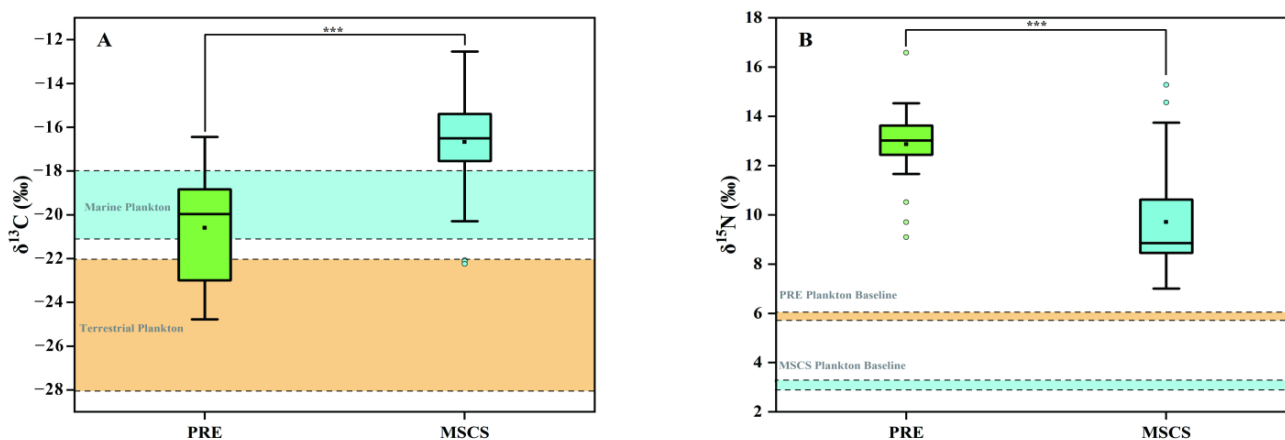 A
***
−12
−14
−16
−18
−20
−22
−24
−26
−28
δ¹³C (‰)
Marine Plankton
Terrestrial Plankton
PRE
MSCS
B
***
18
16
14
12
10
8
6
4
2
δ¹⁵N (‰)
PRE Plankton Baseline
MSCS Plankton Baseline
PRE
MSCS